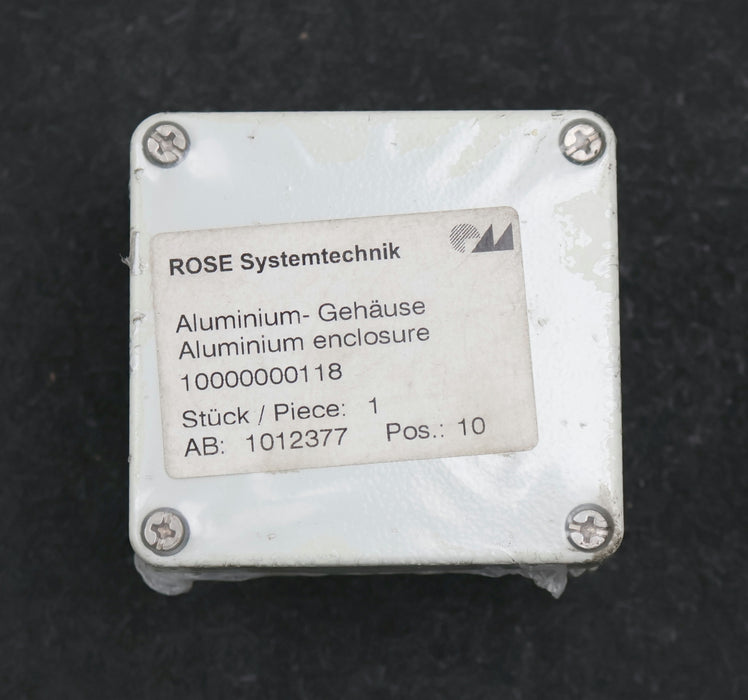 ROSE Systemtechnik
Aluminium- Gehäuse
Aluminium enclosure
10000000118
Stück / Piece: 1
AB: 1012377 Pos.: 10